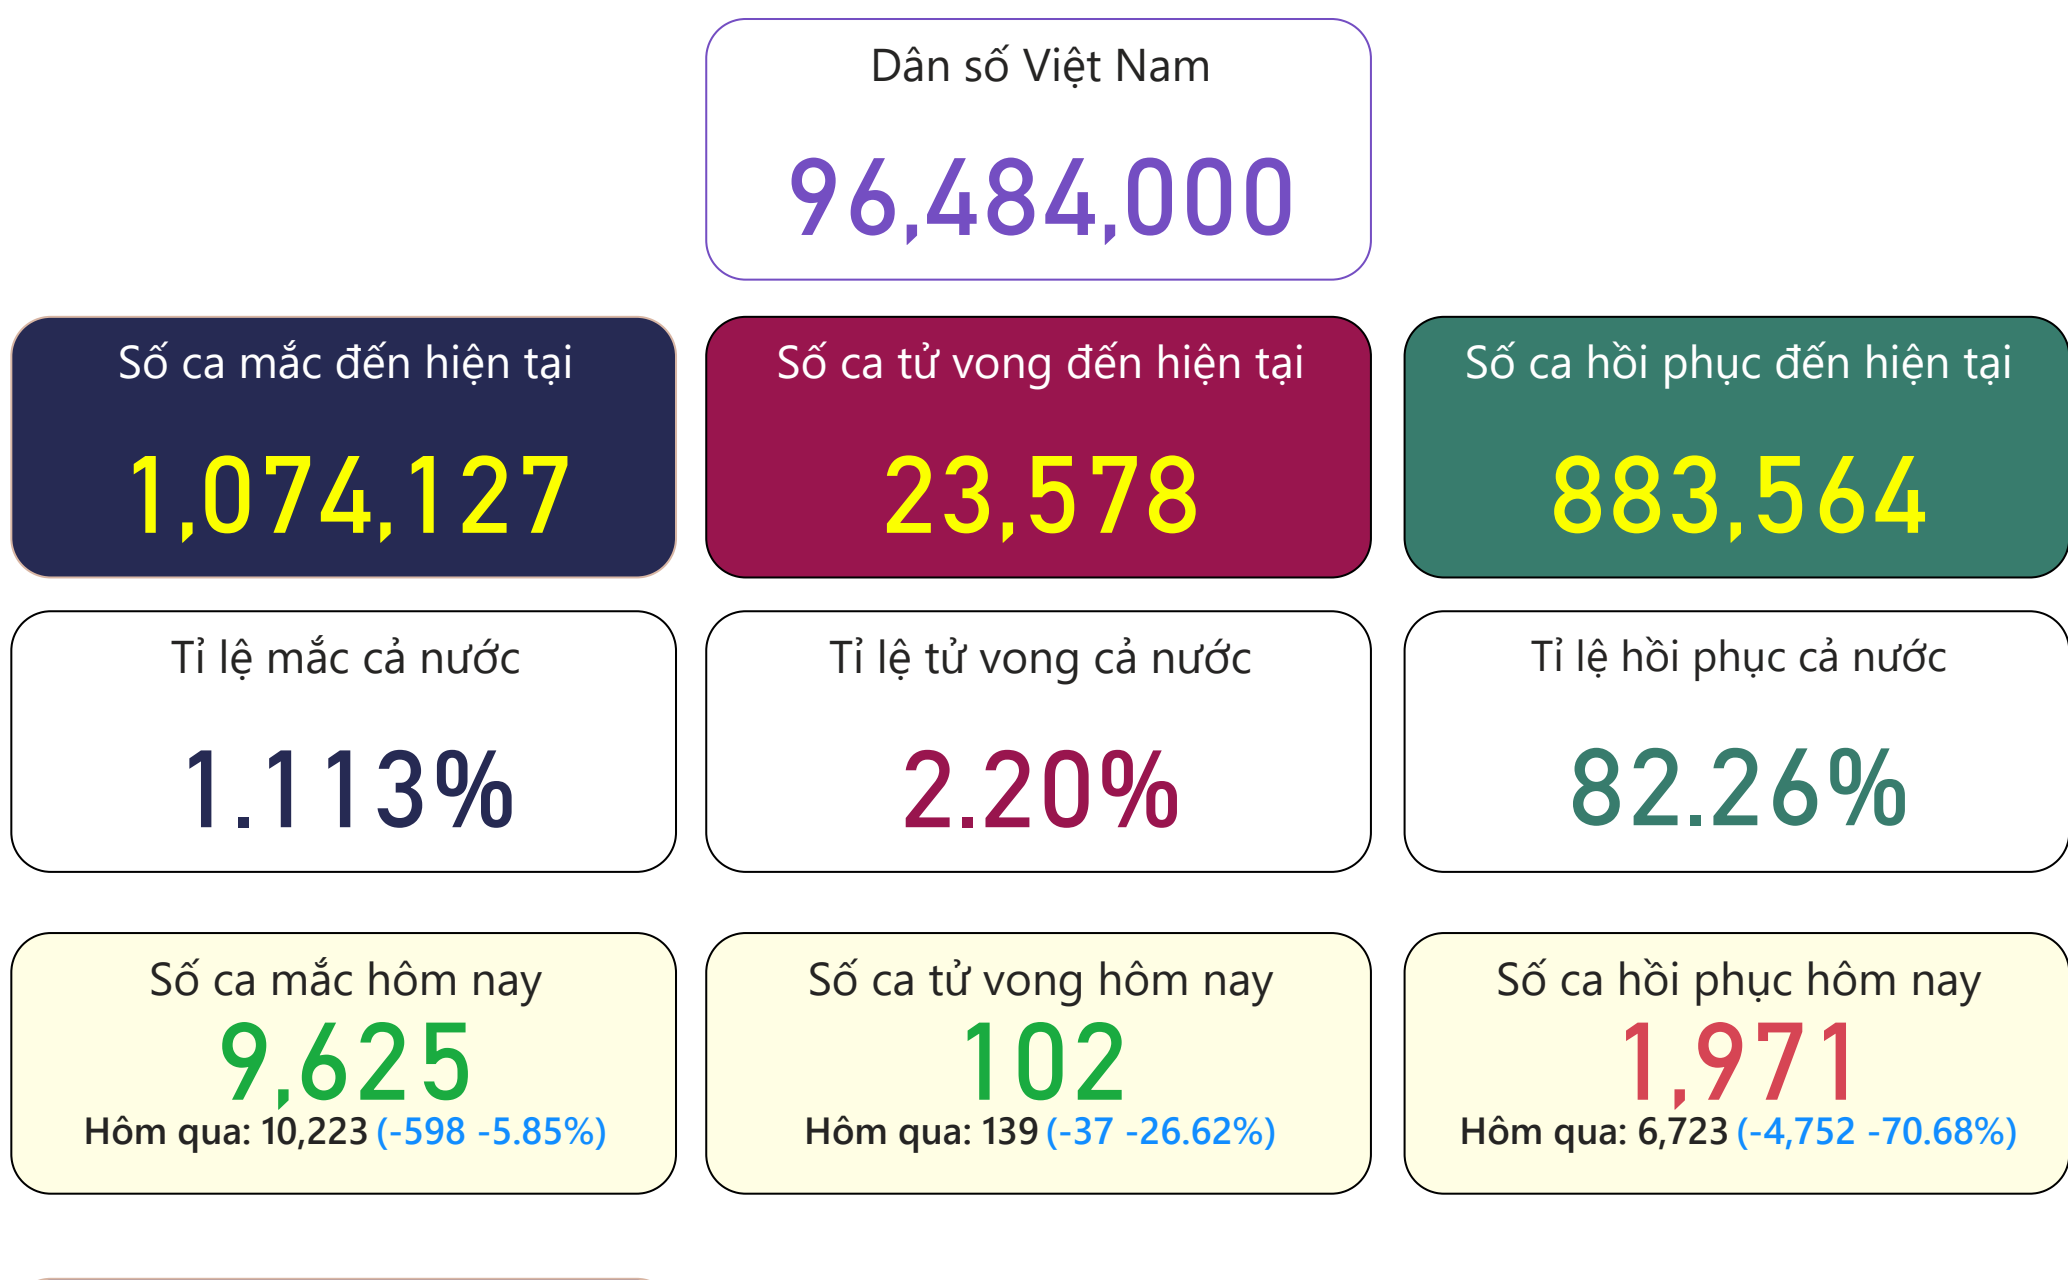 Dân số Việt Nam
96,484,000
Số ca mắc đến hiện tại
1,074,127
Số ca tử vong đến hiện tại
23,578
Số ca hồi phục đến hiện tại
883,564
Tỉ lệ mắc cả nước
1.113%
Tỉ lệ tử vong cả nước
2.20%
Tỉ lệ hồi phục cả nước
82.26%
Số ca mắc hôm nay
9,625
Hôm qua: 10,223 (-598 -5.85%)
Số ca tử vong hôm nay
102
Hôm qua: 139 (-37 -26.62%)
Số ca hồi phục hôm nay
1,971
Hôm qua: 6,723 (-4,752 -70.68%)